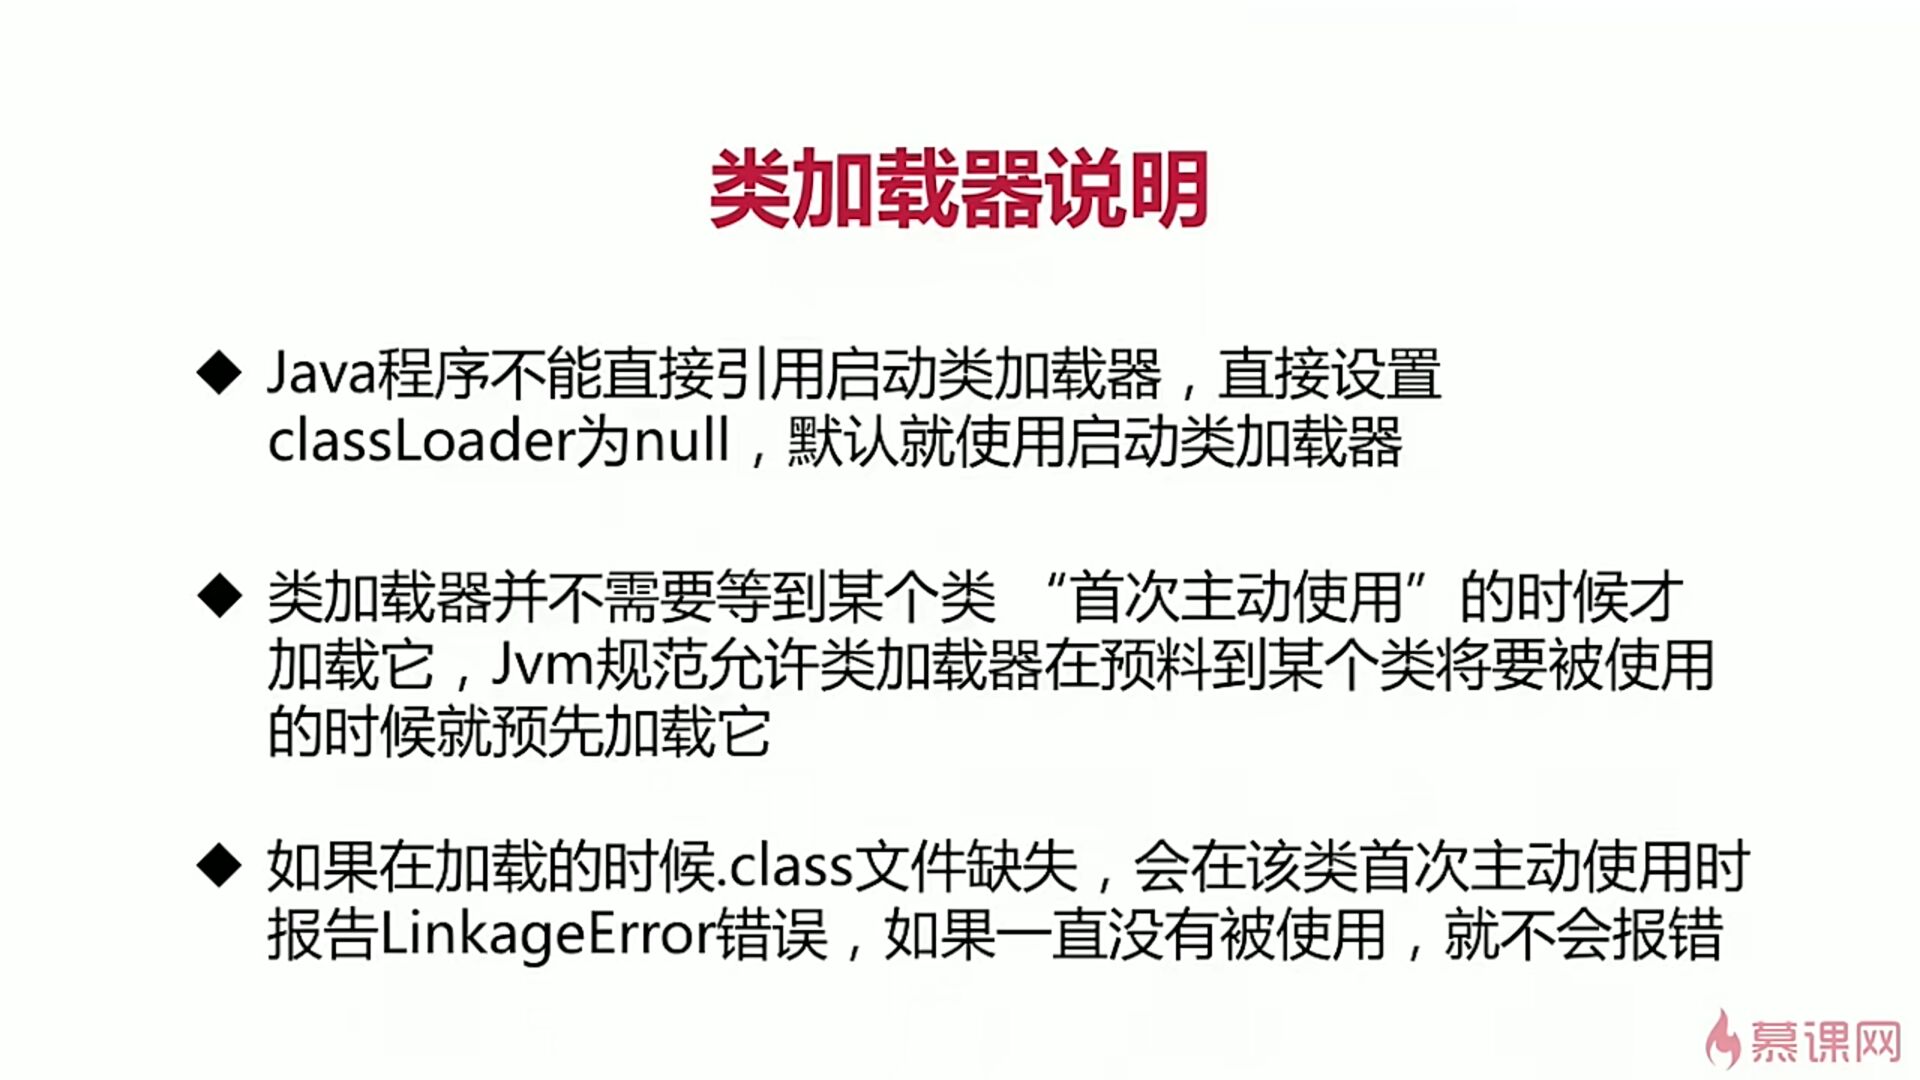 类加载器说明
Java程序不能直接引用启动类加载器，直接设置
classLoader为null，默认就使用启动类加载器
类加载器并不需要等到某个类 “首次主动使用”的时候才
加载它，Jvm规范允许类加载器在预料到某个类将要被使用
的时候就预先加载它
如果在加载的时候.class文件缺失，会在该类首次主动使用时
报告LinkageError错误，如果一直没有被使用，就不会报错
慕课网